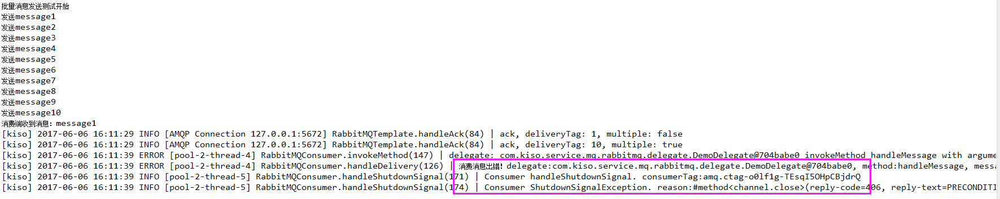 批量消息发送测试开始
发送message1
发送message2
发送message3
发送message4
发送message5
发送message6
发送message7
发送message8
发送message9
发送message10
消费端收到消息: message1
[kiso] 2017-06-06 16:11:29 INFO [AMQP Connection 127.0.0.1:5672] RabbitMQTemplate.handleAck(84) | ack, deliveryTag: 1, multiple: false
[kiso] 2017-06-06 16:11:29 INFO [AMQP Connection 127.0.0.1:5672] RabbitMQTemplate.handleAck(84) | ack, deliveryTag: 10, multiple: true
[kiso] 2017-06-06 16:11:39 ERROR [pool-2-thread-4] RabbitMQConsumer.invokeMethod(147) | delegate: com.kiso.service.mq.rabbitmq.delegate.DemoDelegate@704babe0 invokeMethod handleMessage with argume
[kiso] 2017-06-06 16:11:39 ERROR [pool-2-thread-4] RabbitMQConsumer.handleDelivery(126) | 消费消息出错! delegate:com.kiso.service.mq.rabbitmq.delegate.DemoDelegate@704babe0, method:handleMessage, messa
[kiso] 2017-06-06 16:11:39 ERROR [pool-2-thread-5] RabbitMQConsumer.handleShutdownSignal(171) | Consumer handleShutdownSignal. consumerTag:amq.ctag-o0lf1g-TEsqI5OHpCBjdrQ
[kiso] 2017-06-06 16:11:39 ERROR [pool-2-thread-5] RabbitMQConsumer.handleShutdownSignal(174) | Consumer ShutdownSignalException. reason:#method<channel.close>(reply-code=406, reply-text=PRECONDITI